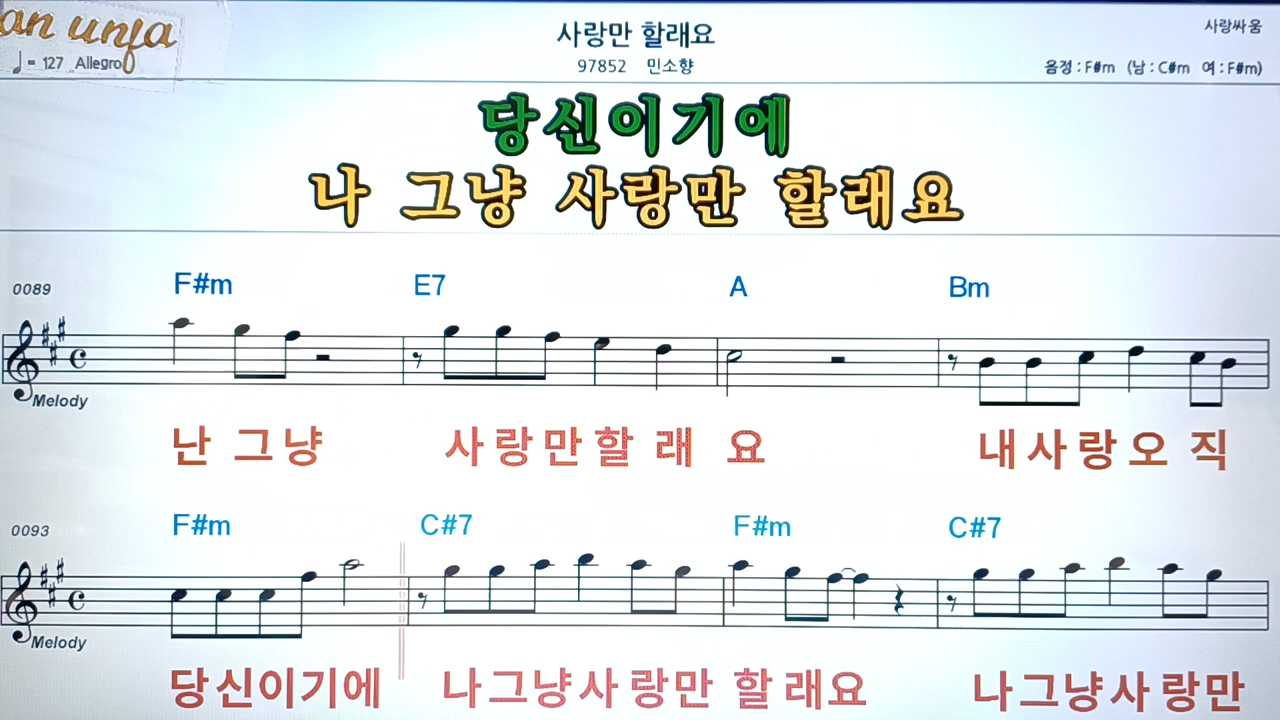 an unfa
♩= 127 Allegro
사랑만 할래요
97852 민소향
사랑싸움
음정 : F#m (남 : C#m 여 : F#m)
당신이기에
나 그냥 사랑만 할래요
0089 F#m E7 A Bm
Melody
난 그냥 사랑만할 래 요 내사랑오 직
0093 F#m C#7 F#m C#7
Melody
당신이기에 나그냥사 랑만 할 래요 나그냥사 랑만